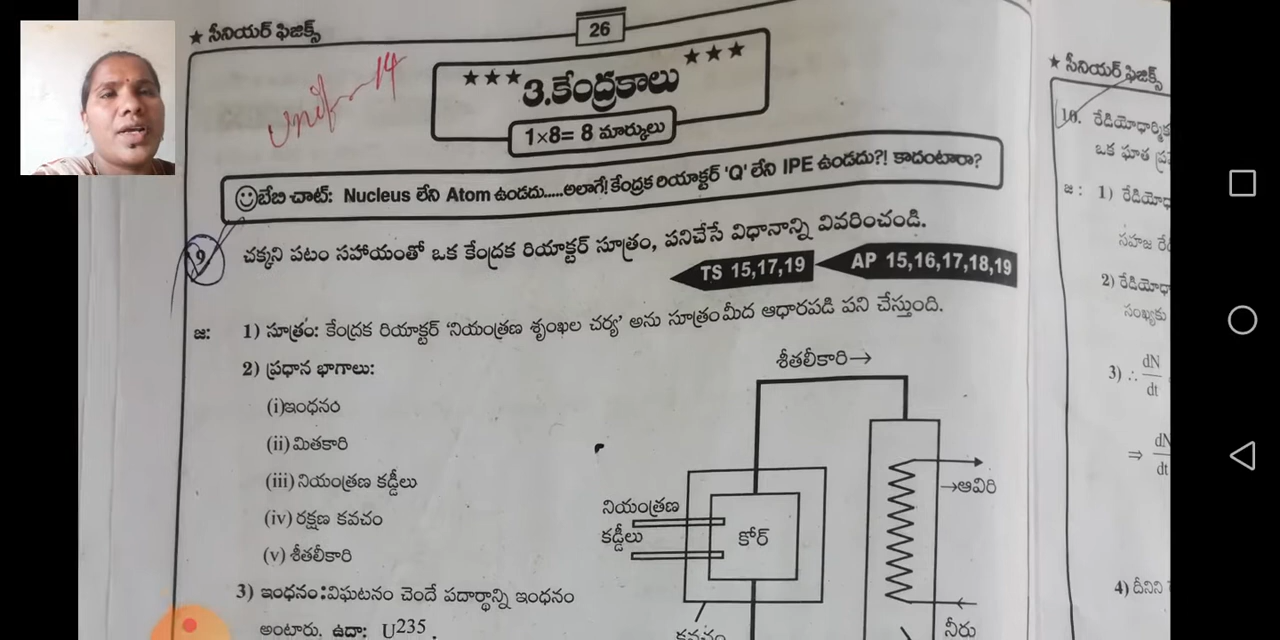 ★ సీనియర్ ఫిజిక్స్
26
unit-14
★★★ 3.కేంద్రకాలు ★★★
1×8= 8 మార్కులు
బేబి చాట్: Nucleus లేని Atom ఉండదు.....అలాగే! కేంద్రక రియాక్టర్ 'Q' లేని IPE ఉండదు?! కాదంటారా?
9 చక్కని పటం సహాయంతో ఒక కేంద్రక రియాక్టర్ సూత్రం, పనిచేసే విధానాన్ని వివరించండి.
TS 15,17,19 AP 15,16,17,18,19
జ: 1) సూత్రం: కేంద్రక రియాక్టర్ 'నియంత్రణ శృంఖల చర్య' అను సూత్రం మీద ఆధారపడి పని చేస్తుంది.
2) ప్రధాన భాగాలు:
(i)ఇంధనం
(ii) మితకారి
(iii) నియంత్రణ కడ్డీలు
(iv) రక్షణ కవచం
(v) శీతలీకారి
3) ఇంధనం:విఘటనం చెందే పదార్థాన్ని ఇంధనం
అంటారు. ఉదా: U235.
శీతలీకారి→
నియంత్రణ
కడ్డీలు
కోర్
→ఆవిరి
కవచం
నీరు
★ సీనియర్ ఫిజిక్స్
10. రేడియోధార్మిక
ఒక ఘాత
జ: 1)
సహజ
2)
సంఖ్యకు
3) ∴ dN
dt
⇒ dN
dt
4) దీనిని